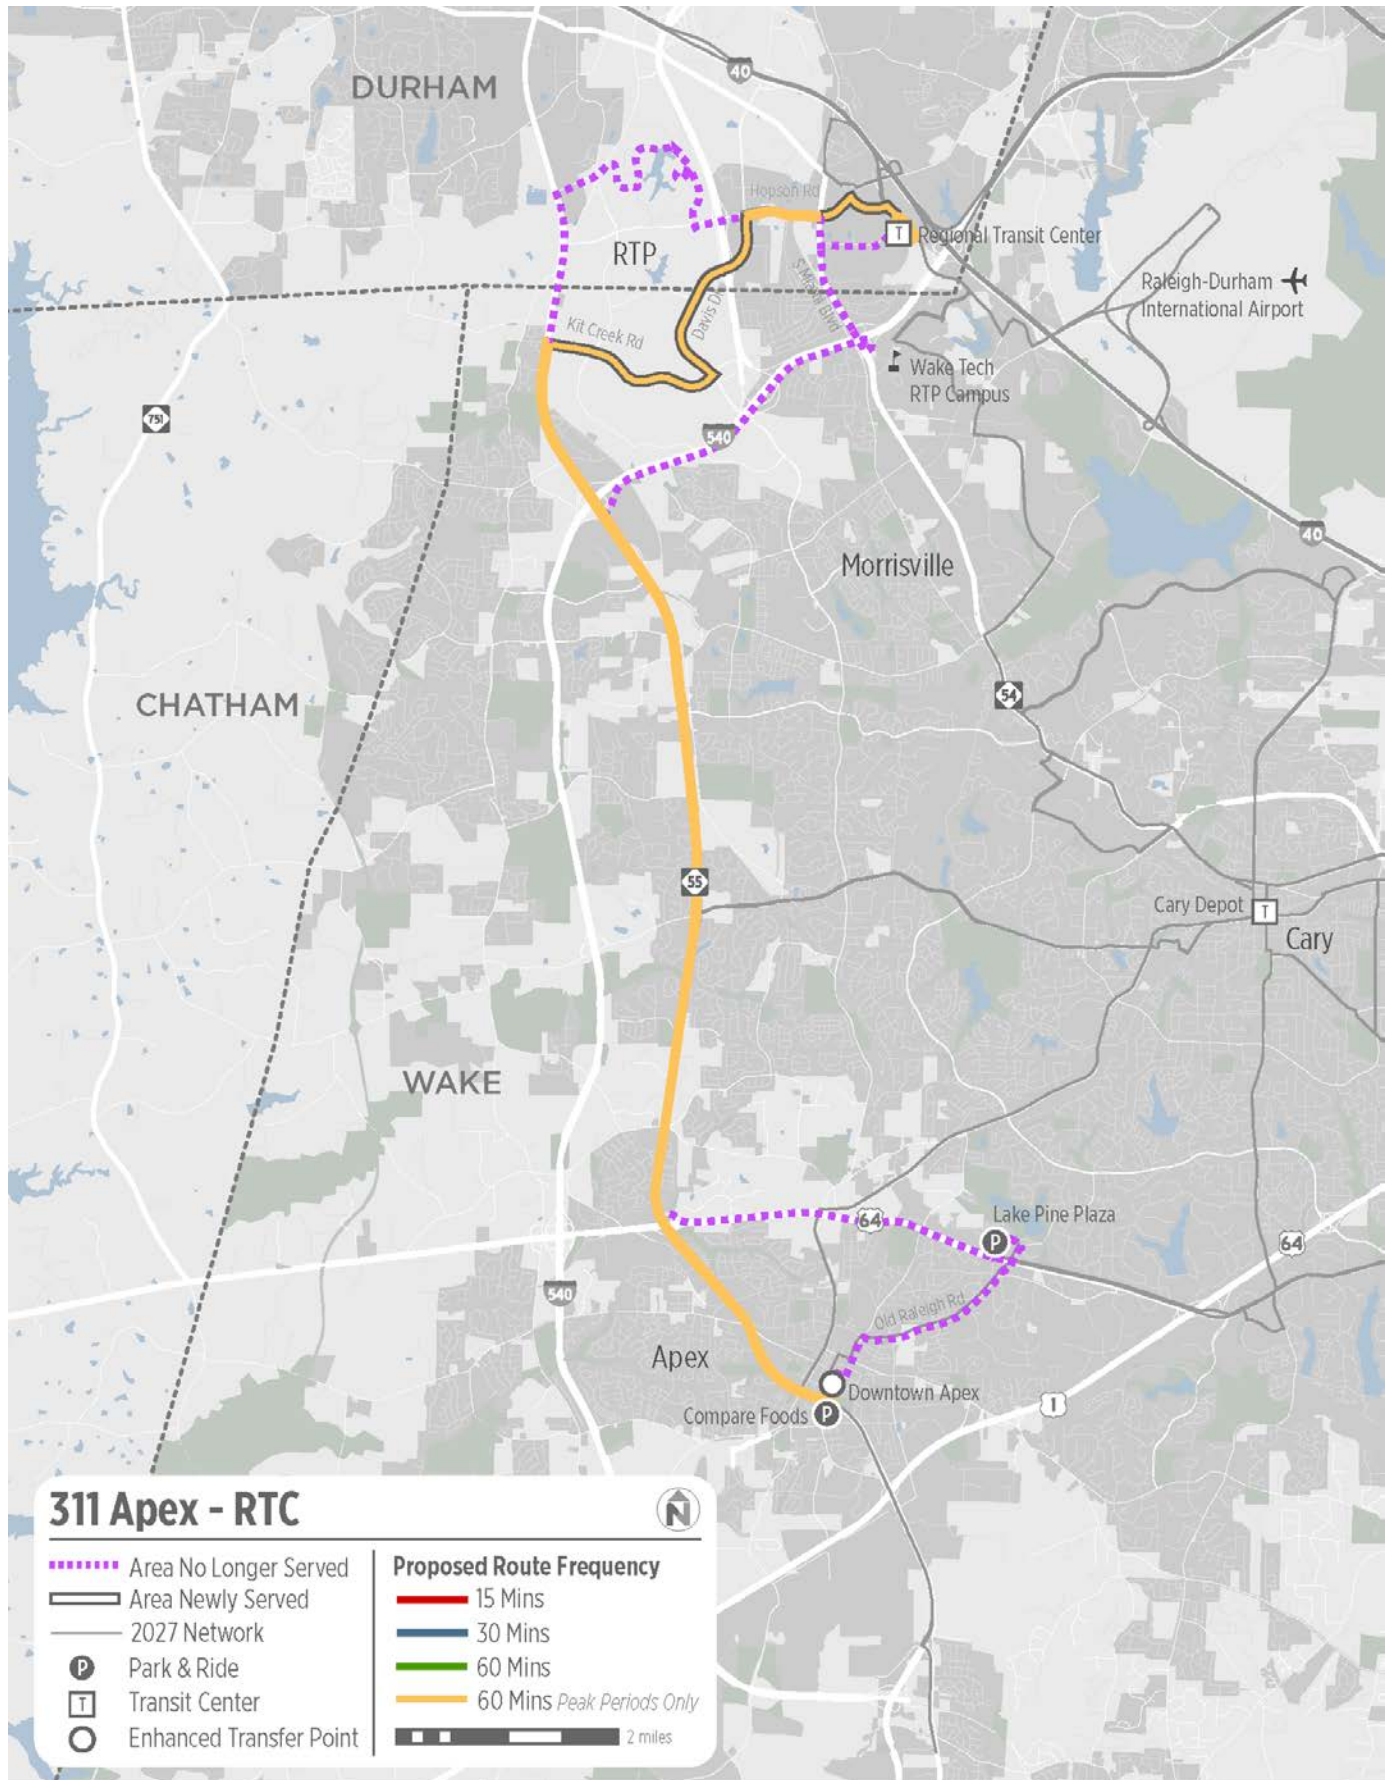 DURHAM
40
Hopson Rd
RTP
T
Regional Transit Center
Raleigh-Durham
International Airport
S Miami Blvd
Davis Dr
Kit Creek Rd
Wake Tech
RTP Campus
751
540
40
Morrisville
54
CHATHAM
55
Cary Depot
T
Cary
WAKE
64
Lake Pine Plaza
P
64
540
Old Raleigh Rd
Apex
Downtown Apex
1
Compare Foods
P
311 Apex - RTC
N
Area No Longer Served
Area Newly Served
2027 Network
P
Park & Ride
T
Transit Center
Enhanced Transfer Point
Proposed Route Frequency
15 Mins
30 Mins
60 Mins
60 Mins Peak Periods Only
2 miles